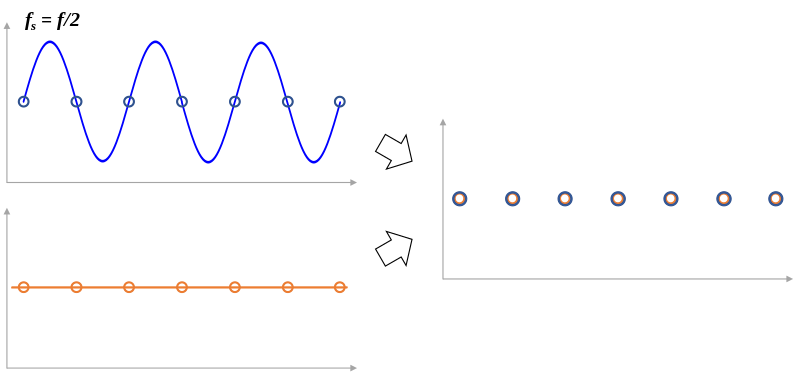 fs = f/2